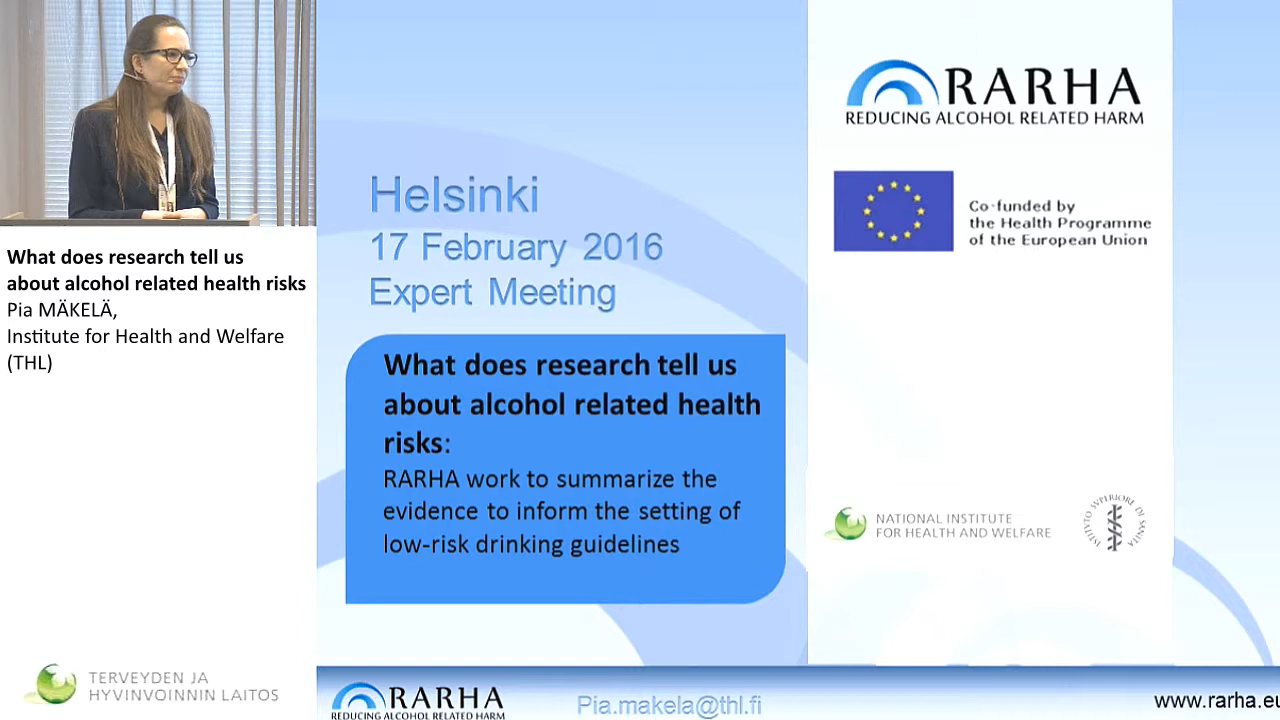 What does research tell us
about alcohol related health risks
Pia MÄKELÄ,
Institute for Health and Welfare
(THL)
TERVEYDEN JA
HYVINVOINNIN LAITOS
Helsinki
17 February 2016
Expert Meeting
What does research tell us
about alcohol related health
risks:
RARHA work to summarize the
evidence to inform the setting of
low-risk drinking guidelines
RARHA
REDUCING ALCOHOL RELATED HARM
Co-funded by
the Health Programme
of the European Union
NATIONAL INSTITUTE
FOR HEALTH AND WELFARE
ISTITUTO SUPERIORE DI SANITÀ
RARHA
REDUCING ALCOHOL RELATED HARM
Pia.makela@thl.fi
www.rarha.eu